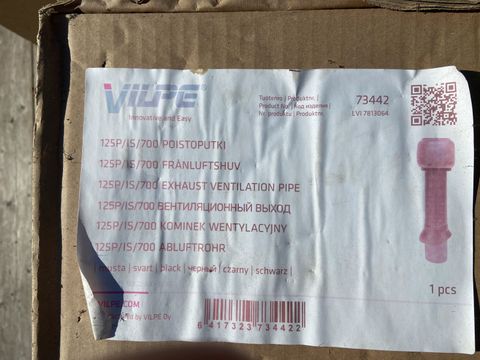 VILPE®
Innovative and Easy
Tuotenro. | Produktnr. |
Product No. | Код изделия |
Nr. produktu | Produktnr.
73442
LVI 7813064
125P/IS/700 POISTOPUTKI
125P/IS/700 FRÅNLUFTSHUV
125P/IS/700 EXHAUST VENTILATION PIPE
125P/IS/700 ВЕНТИЛЯЦИОННЫЙ ВЫХОД
125P/IS/700 KOMINEK WENTYLACYJNY
125P/IS/700 ABLUFTROHR
| musta | svart | black | черный | czarny | schwarz |
1 pcs
VILPE.COM
by VILPE Oy
6 417323 734422